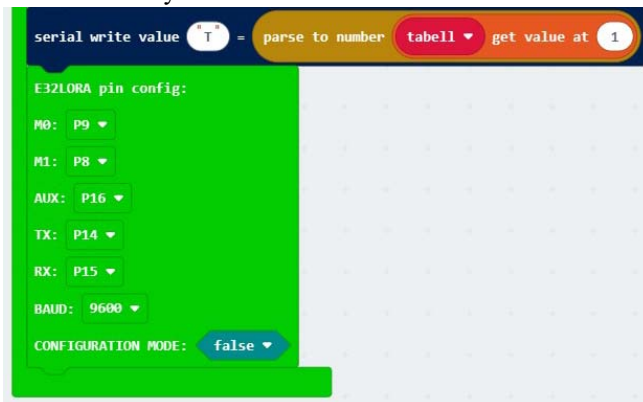 serial write value "T" = parse to number tabell get value at 1
E32LORA pin config:
M0: P9
M1: P8
AUX: P16
TX: P14
RX: P15
BAUD: 9600
CONFIGURATION MODE: false